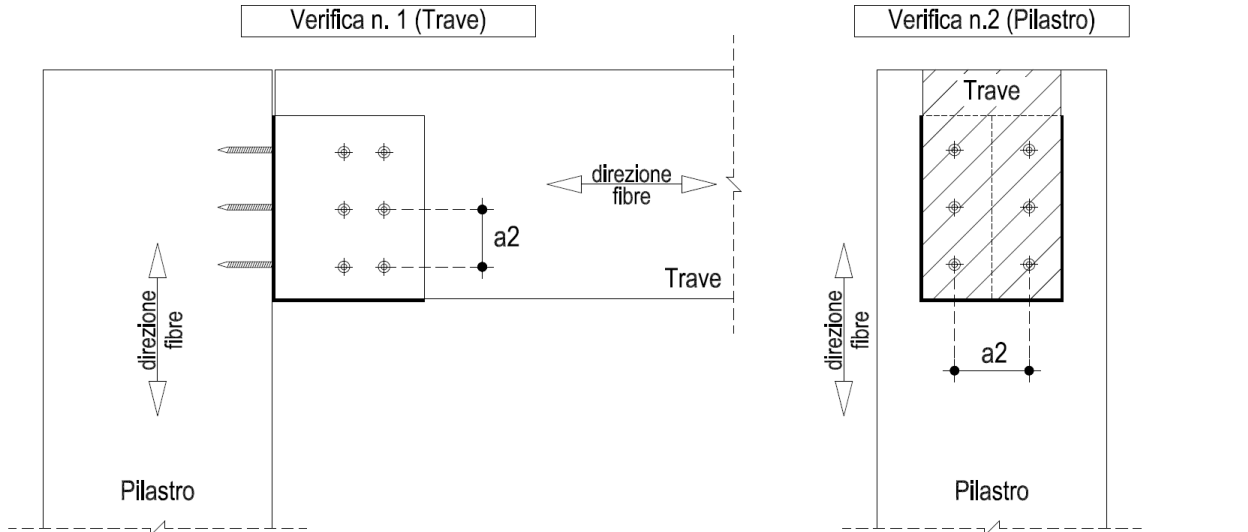 Verifica n. 1 (Trave)
direzione
fibre
a2
Trave
direzione
fibre
Pilastro
Verifica n.2 (Pilastro)
Trave
direzione
fibre
a2
Pilastro